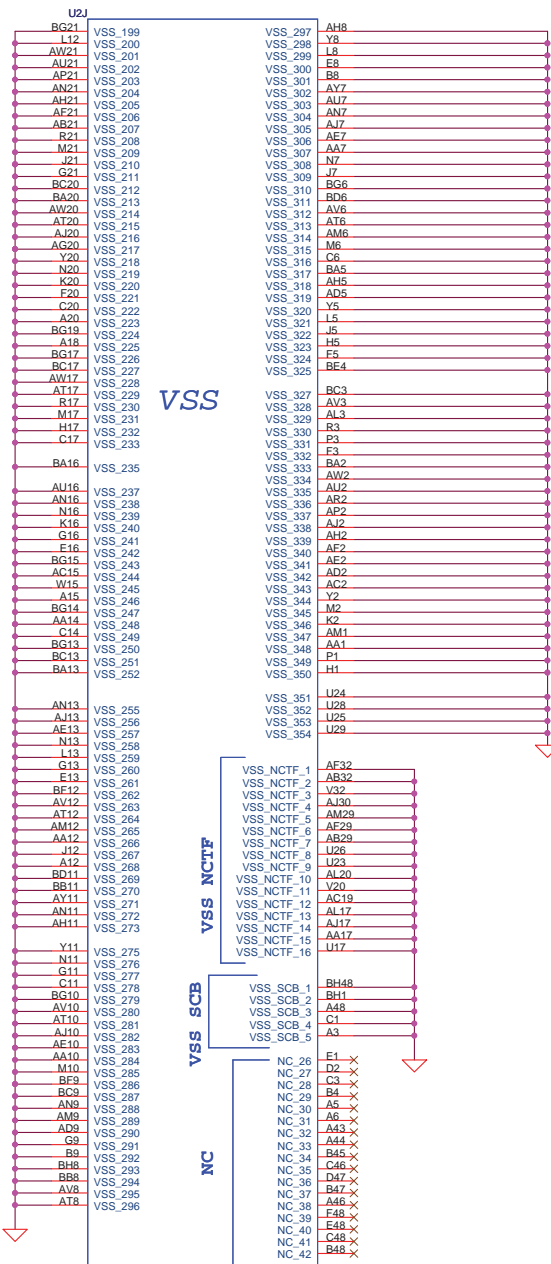 U2J
BG21 VSS_199
L12 VSS_200
AW21 VSS_201
AU21 VSS_202
AP21 VSS_203
AN21 VSS_204
AH21 VSS_205
AF21 VSS_206
AB21 VSS_207
R21 VSS_208
M21 VSS_209
J21 VSS_210
G21 VSS_211
BC20 VSS_212
BA20 VSS_213
AW20 VSS_214
AT20 VSS_215
AJ20 VSS_216
AG20 VSS_217
Y20 VSS_218
N20 VSS_219
K20 VSS_220
F20 VSS_221
C20 VSS_222
A20 VSS_223
BG19 VSS_224
A18 VSS_225
BG17 VSS_226
BC17 VSS_227
AW17 VSS_228
AT17 VSS_229
R17 VSS_230
M17 VSS_231
H17 VSS_232
C17 VSS_233
BA16 VSS_235
AU16 VSS_237
AN16 VSS_238
N16 VSS_239
K16 VSS_240
G16 VSS_241
E16 VSS_242
BG15 VSS_243
AC15 VSS_244
W15 VSS_245
A15 VSS_246
BG14 VSS_247
AA14 VSS_248
C14 VSS_249
BG13 VSS_250
BC13 VSS_251
BA13 VSS_252
AN13 VSS_255
AJ13 VSS_256
AE13 VSS_257
N13 VSS_258
L13 VSS_259
G13 VSS_260
E13 VSS_261
BF12 VSS_262
AV12 VSS_263
AT12 VSS_264
AM12 VSS_265
AA12 VSS_266
J12 VSS_267
A12 VSS_268
BD11 VSS_269
BB11 VSS_270
AY11 VSS_271
AN11 VSS_272
AH11 VSS_273
Y11 VSS_275
N11 VSS_276
G11 VSS_277
C11 VSS_278
BG10 VSS_279
AV10 VSS_280
AT10 VSS_281
AJ10 VSS_282
AE10 VSS_283
AA10 VSS_284
M10 VSS_285
BF9 VSS_286
BC9 VSS_287
AN9 VSS_288
AM9 VSS_289
AD9 VSS_290
G9 VSS_291
B9 VSS_292
BH8 VSS_293
BB8 VSS_294
AV8 VSS_295
AT8 VSS_296
VSS
VSS_297 AH8
VSS_298 Y8
VSS_299 L8
VSS_300 E8
VSS_301 B8
VSS_302 AY7
VSS_303 AU7
VSS_304 AN7
VSS_305 AJ7
VSS_306 AE7
VSS_307 AA7
VSS_308 N7
VSS_309 J7
VSS_310 BG6
VSS_311 BD6
VSS_312 AV6
VSS_313 AT6
VSS_314 AM6
VSS_315 M6
VSS_316 C6
VSS_317 BA5
VSS_318 AH5
VSS_319 AD5
VSS_320 Y5
VSS_321 L5
VSS_322 J5
VSS_323 H5
VSS_324 F5
VSS_325 BE4
VSS_327 BC3
VSS_328 AV3
VSS_329 AL3
VSS_330 R3
VSS_331 P3
VSS_332 F3
VSS_333 BA2
VSS_334 AW2
VSS_335 AU2
VSS_336 AR2
VSS_337 AP2
VSS_338 AJ2
VSS_339 AH2
VSS_340 AF2
VSS_341 AE2
VSS_342 AD2
VSS_343 AC2
VSS_344 Y2
VSS_345 M2
VSS_346 K2
VSS_347 AM1
VSS_348 AA1
VSS_349 P1
VSS_350 H1
VSS_351 U24
VSS_352 U28
VSS_353 U25
VSS_354 U29
VSS NCTF
VSS_NCTF_1 AF32
VSS_NCTF_2 AB32
VSS_NCTF_3 V32
VSS_NCTF_4 AJ30
VSS_NCTF_5 AM29
VSS_NCTF_6 AF29
VSS_NCTF_7 AB29
VSS_NCTF_8 U26
VSS_NCTF_9 U23
VSS_NCTF_10 AL20
VSS_NCTF_11 V20
VSS_NCTF_12 AC19
VSS_NCTF_13 AL17
VSS_NCTF_14 AJ17
VSS_NCTF_15 AA17
VSS_NCTF_16 U17
VSS SCB
VSS_SCB_1 BH48
VSS_SCB_2 BH1
VSS_SCB_3 A48
VSS_SCB_4 C1
VSS_SCB_5 A3
NC
NC_26 E1
NC_27 D2
NC_28 C3
NC_29 B4
NC_30 A5
NC_31 A6
NC_32 A43
NC_33 A44
NC_34 B45
NC_35 C46
NC_36 D47
NC_37 B47
NC_38 A46
NC_39 F48
NC_40 E48
NC_41 C48
NC_42 B48